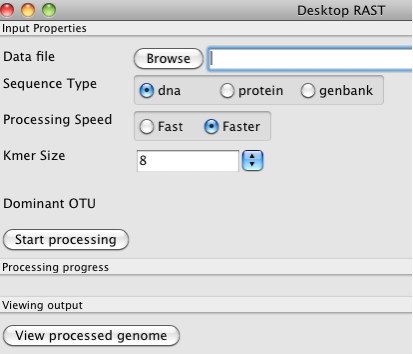 Desktop RAST
Input Properties
Data file Browse
Sequence Type dna protein genbank
Processing Speed Fast Faster
Kmer Size 8
Dominant OTU
Start processing
Processing progress
Viewing output
View processed genome